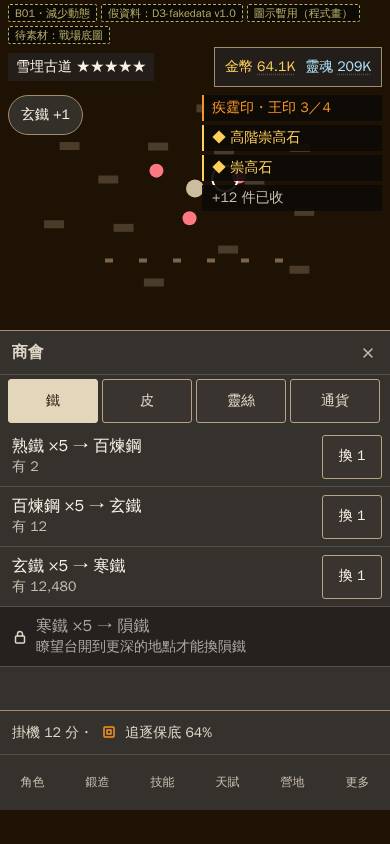 B01・減少動態 假資料：D3-fakedata v1.0 圖示暫用（程式畫）
待素材：戰場底圖
雪埋古道 ★★★★★
金幣 64.1K 靈魂 209K
玄鐵 +1
疾霆印・王印 3／4
◆ 高階崇高石
◆ 崇高石
+12 件已收
商會 ×
鐵 皮 靈絲 通貨
熟鐵 ×5 → 百煉鋼
有 2
換 1
百煉鋼 ×5 → 玄鐵
有 12
換 1
玄鐵 ×5 → 寒鐵
有 12,480
換 1
寒鐵 ×5 → 隕鐵
瞭望台開到更深的地點才能換隕鐵
掛機 12 分・ 追逐保底 64%
角色 鍛造 技能 天賦 營地 更多